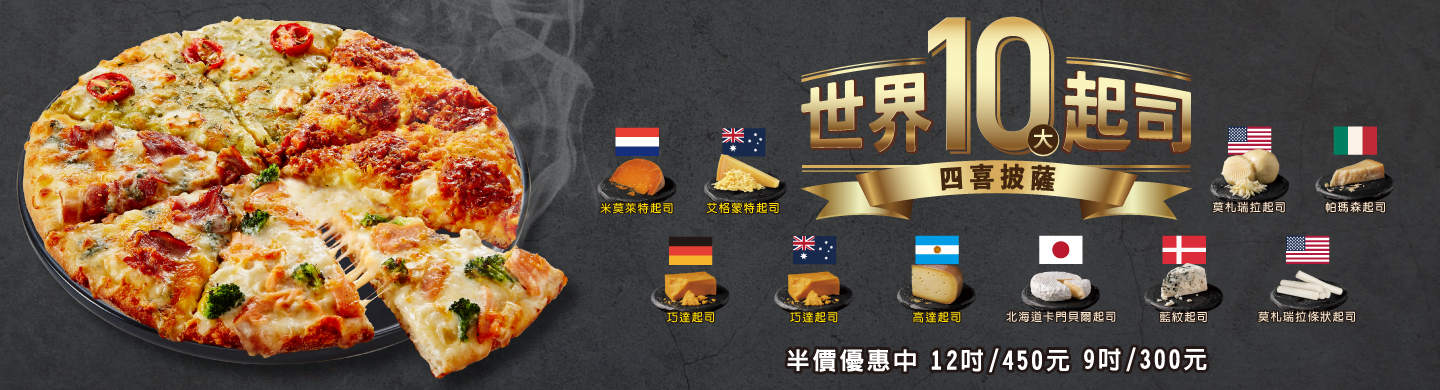 世界10大起司
四喜披薩
米莫萊特起司
艾格蒙特起司
莫札瑞拉起司
帕瑪森起司
巧達起司
巧達起司
高達起司
北海道卡門貝爾起司
藍紋起司
莫札瑞拉條狀起司
半價優惠中 12吋/450元 9吋/300元